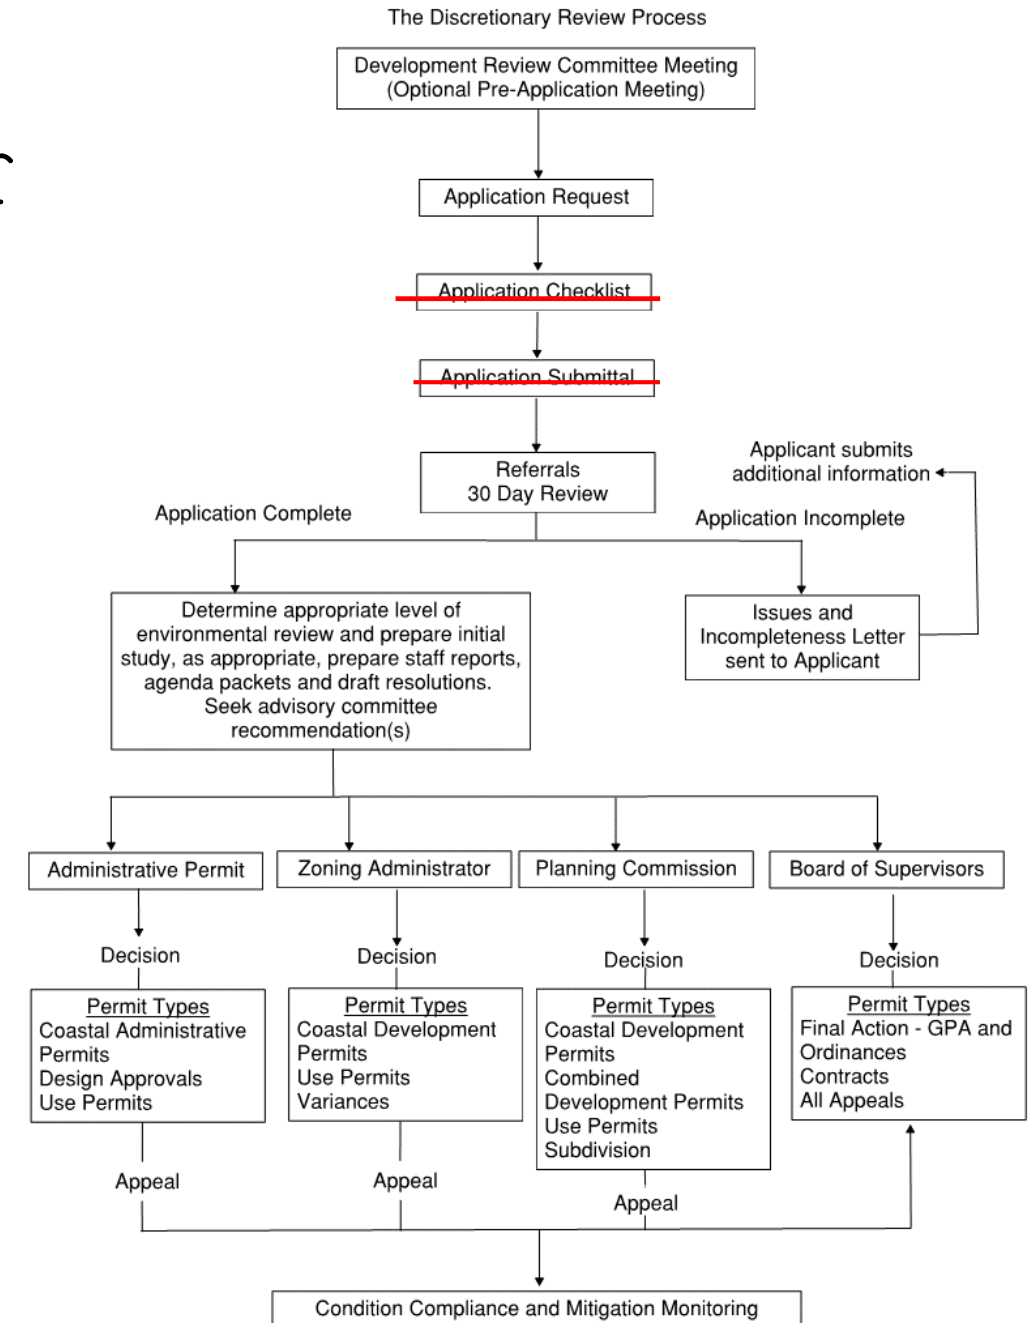 The Discretionary Review Process
Development Review Committee Meeting
(Optional Pre-Application Meeting)
Application Request
Application Checklist
Application Submittal
Referrals
30 Day Review
Applicant submits
additional information
Application Complete
Application Incomplete
Determine appropriate level of
environmental review and prepare initial
study, as appropriate, prepare staff reports,
agenda packets and draft resolutions.
Seek advisory committee
recommendation(s)
Issues and
Incompleteness Letter
sent to Applicant
Administrative Permit
Zoning Administrator
Planning Commission
Board of Supervisors
Decision
Decision
Decision
Decision
Permit Types
Coastal Administrative
Permits
Design Approvals
Use Permits
Permit Types
Coastal Development
Permits
Use Permits
Variances
Permit Types
Coastal Development
Permits
Combined
Development Permits
Use Permits
Subdivision
Permit Types
Final Action - GPA and
Ordinances
Contracts
All Appeals
Appeal
Appeal
Appeal
Condition Compliance and Mitigation Monitoring